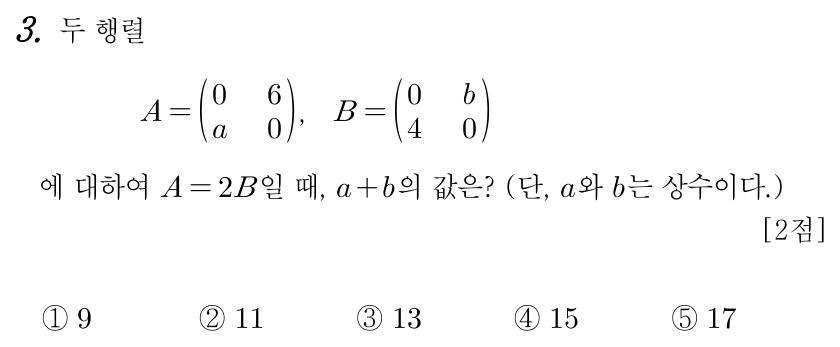 3. 두 행렬
A=(0 6
a 0), B=(0 b
4 0)
에 대하여 A=2B일 때, a+b의 값은? (단, a와 b는 상수이다.)
[2점]
① 9 ② 11 ③ 13 ④ 15 ⑤ 17